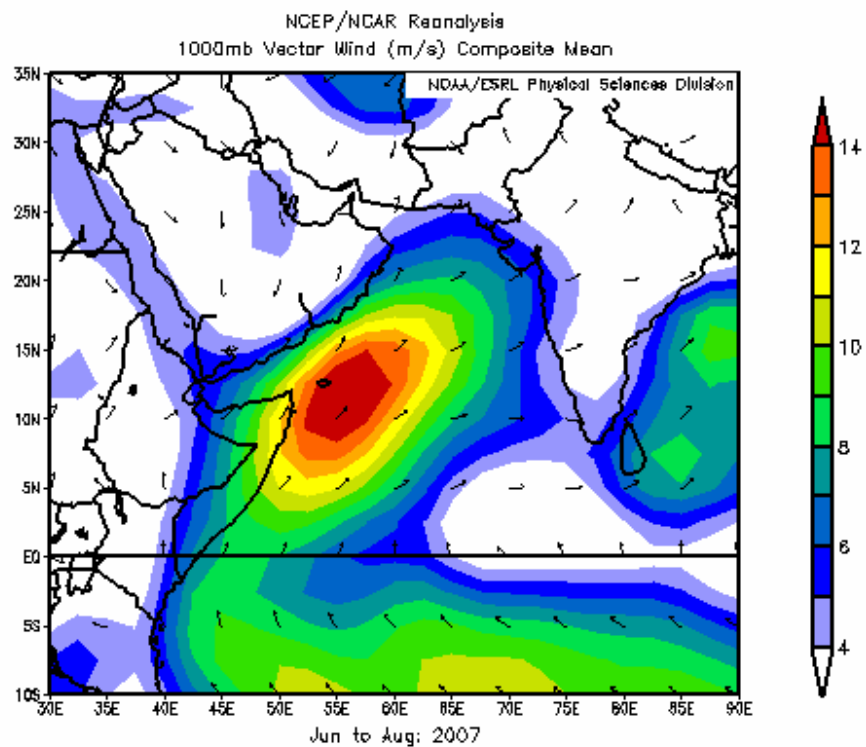 NCEP/NCAR Reanalysis
1000mb Vector Wind (m/s) Composite Mean
NOAA/ESRL Physical Sciences Division
35N
30N
25N
20N
15N
10N
5N
EQ
5S
10S
30E 35E 40E 45E 50E 55E 60E 65E 70E 75E 80E 85E 90E
Jun to Aug: 2007
14
12
10
8
6
4